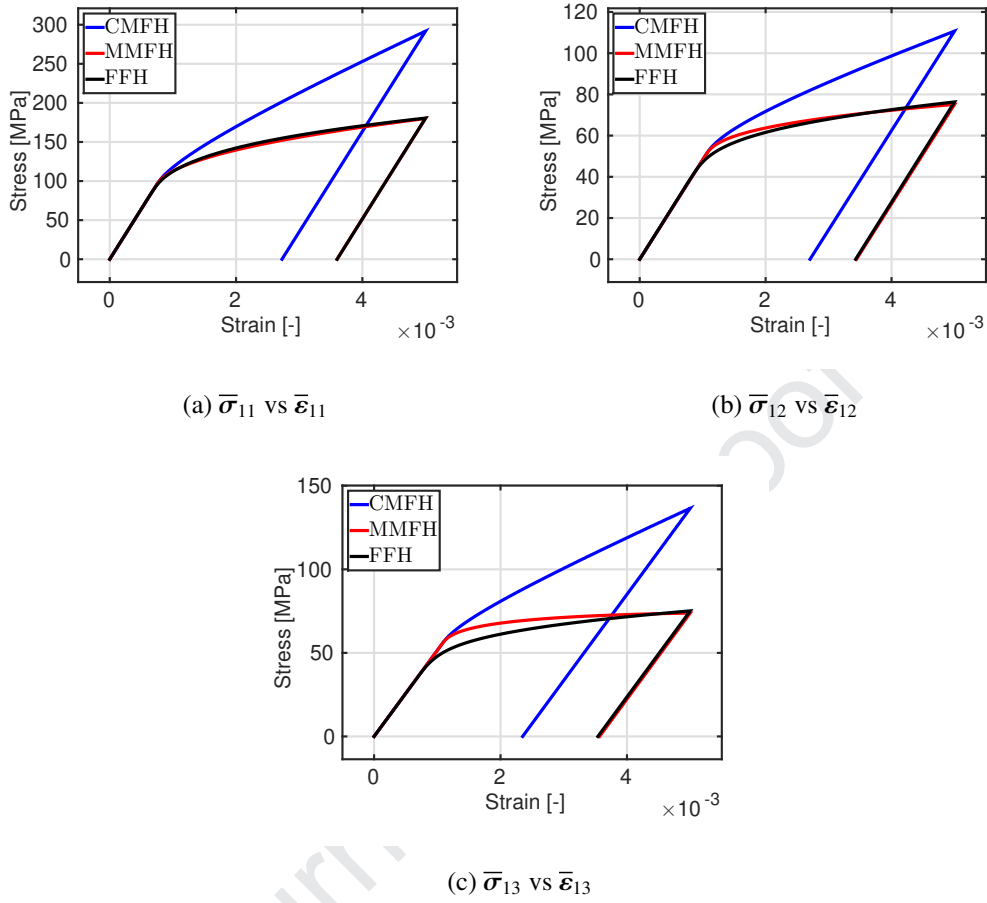 300
250
200
150
100
50
0
Stress [MPa]
CMFH
MMFH
FFH
0 2 4
Strain [-]
×10⁻³
(a) σ̅₁₁ vs ε̅₁₁
120
100
80
60
40
20
0
Stress [MPa]
CMFH
MMFH
FFH
0 2 4
Strain [-]
×10⁻³
(b) σ̅₁₂ vs ε̅₁₂
150
100
50
0
Stress [MPa]
CMFH
MMFH
FFH
0 2 4
Strain [-]
×10⁻³
(c) σ̅₁₃ vs ε̅₁₃